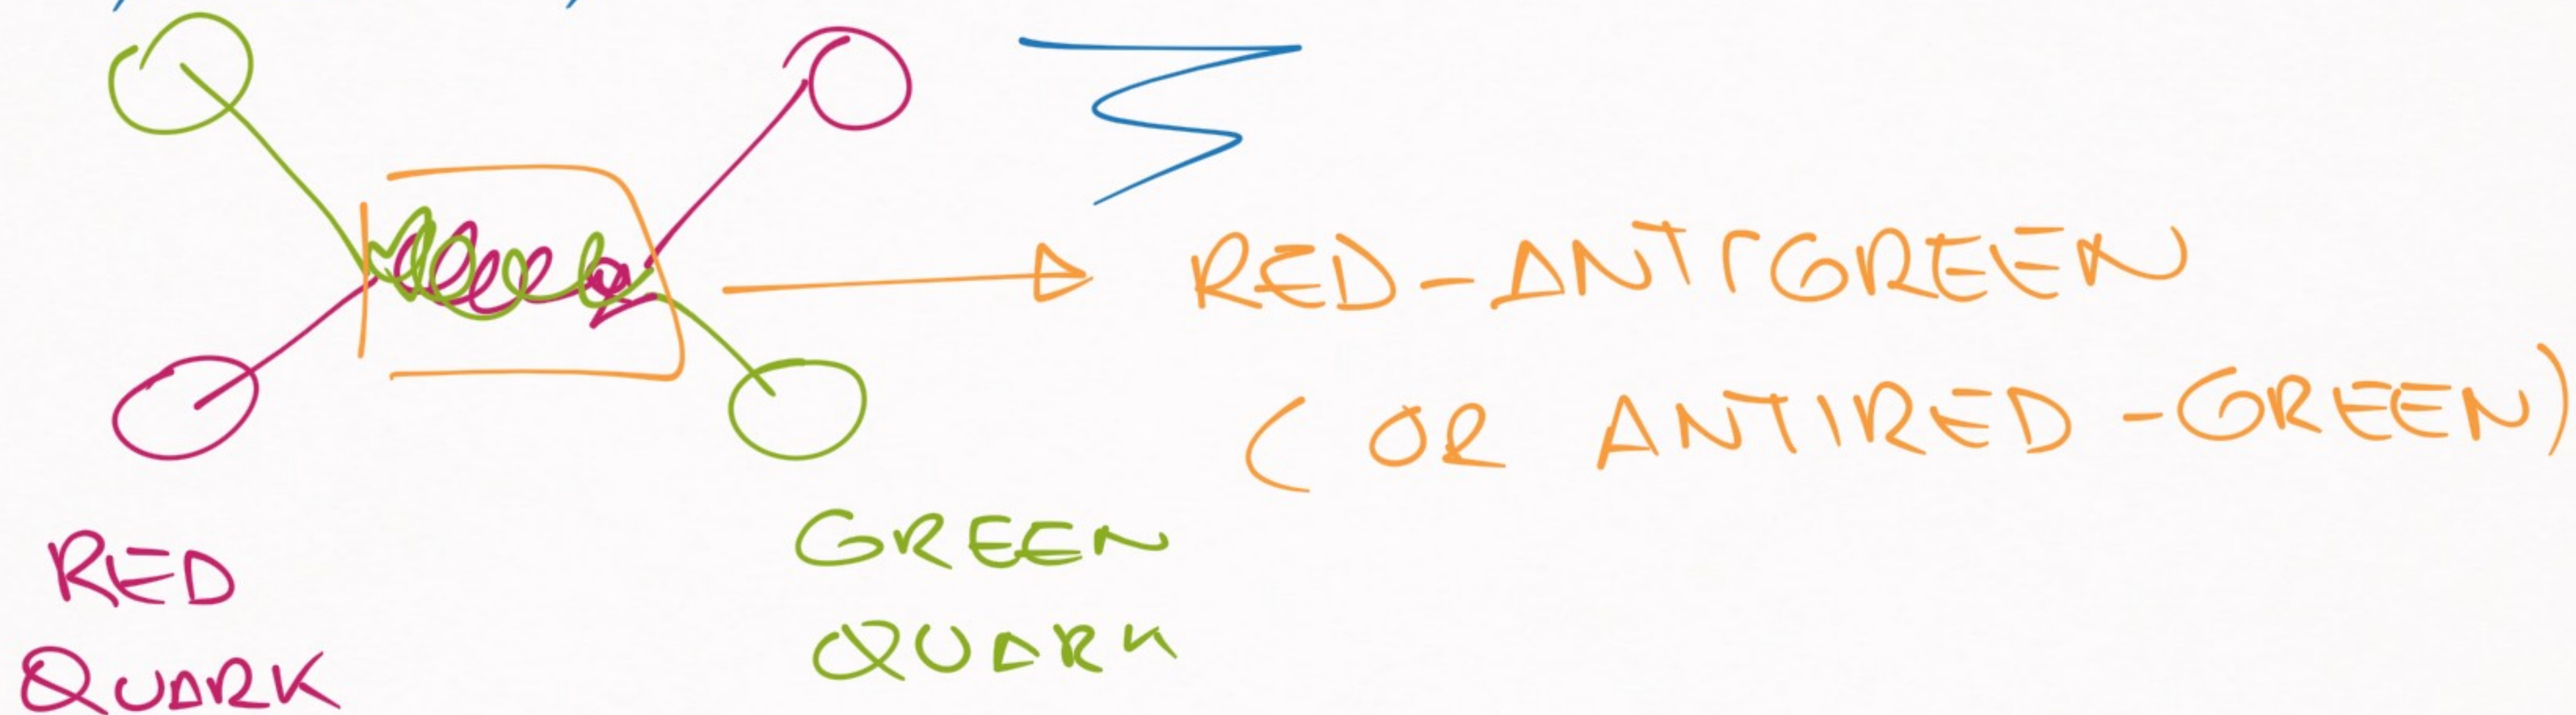 RED-ANTIGREEN
(OR ANTIRED-GREEN)
GREEN
QUARK
RED
QUARK